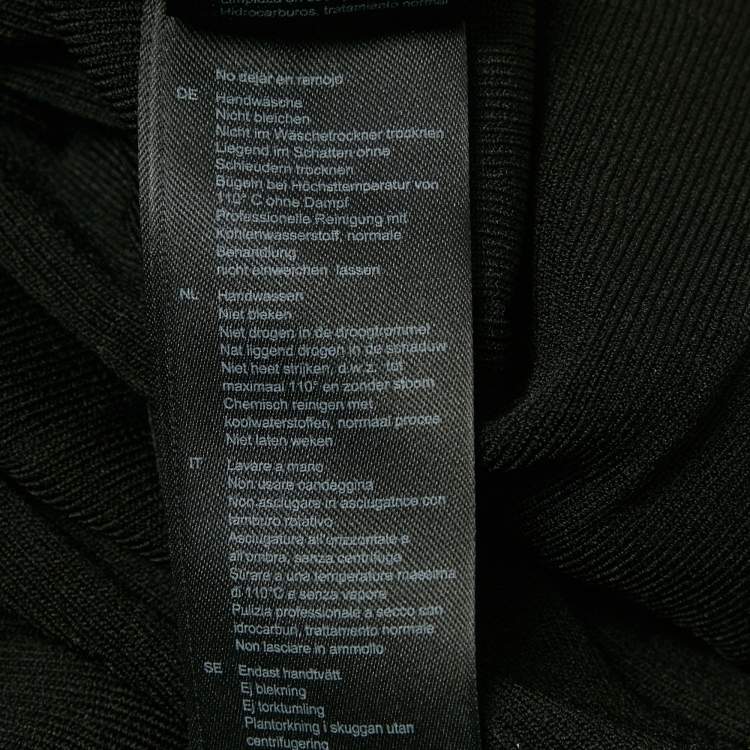 Limpieza en seco
Hidrocarburos, tratamiento normal
No dejar en remojo
DE Handwäsche
Nicht bleichen
Nicht im Wäschetrockner trocknen
Liegend im Schatten ohne
Schleudern trocknen
Bügeln bei Höchsttemperatur von
110° C ohne Dampf
Professionelle Reinigung mit
Kohlenwasserstoff, normale
Behandlung
nicht einweichen lassen
NL Handwassen
Niet bleken
Niet drogen in de droogtrommel
Nat liggend drogen in de schaduw
Niet heet strijken, d.w.z. tot
maximaal 110° en zonder stoom
Chemisch reinigen met
koolwaterstoffen, normaal proces
Niet laten weken
IT Lavare a mano
Non usare candeggina
Non asciugare in asciugatrice con
tamburo rotativo
Asciugatura all'orizzontale e
all'ombra, senza centrifuga
Stirare a una temperatura massima
di 110°C e senza vapore
Pulizia professionale a secco con
idrocarburi, trattamento normale
Non lasciare in ammollo
SE Endast handtvätt
Ej blekning
Ej torktumling
Plantorkning i skuggan utan
centrifugering